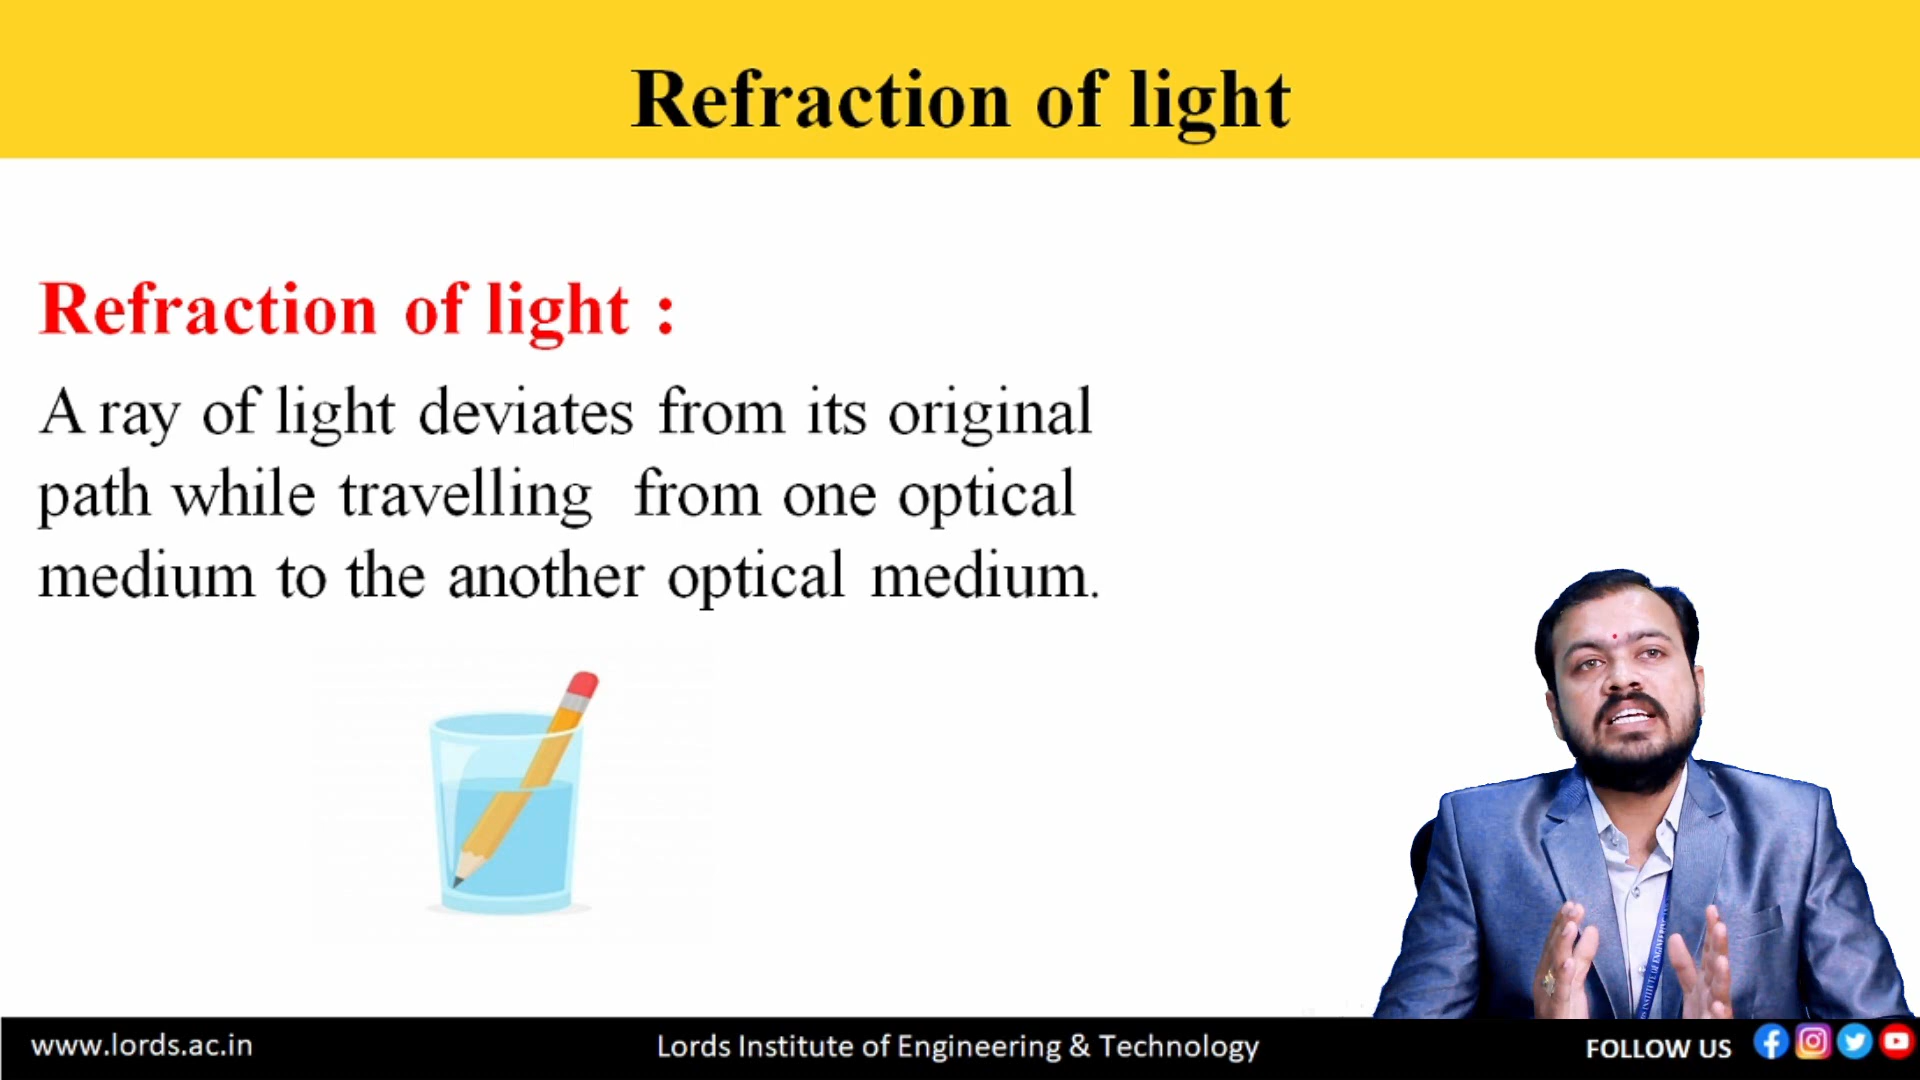 Refraction of light
Refraction of light :
A ray of light deviates from its original
path while travelling from one optical
medium to the another optical medium.
www.lords.ac.in
Lords Institute of Engineering & Technology
FOLLOW US